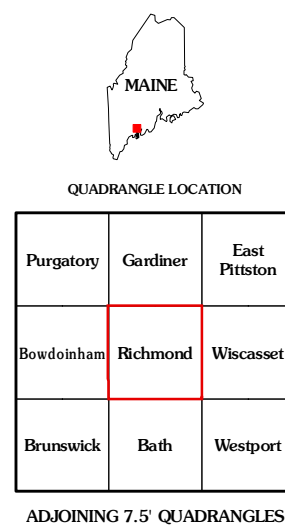 MAINE
QUADRANGLE LOCATION
Purgatory Gardiner East Pittston
Bowdoinham Richmond Wiscasset
Brunswick Bath Westport
ADJOINING 7.5' QUADRANGLES